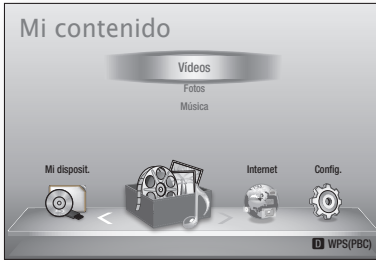 Mi contenido
Vídeos
Fotos
Música
Mi disposit.
Internet
Config.
D WPS(PBC)